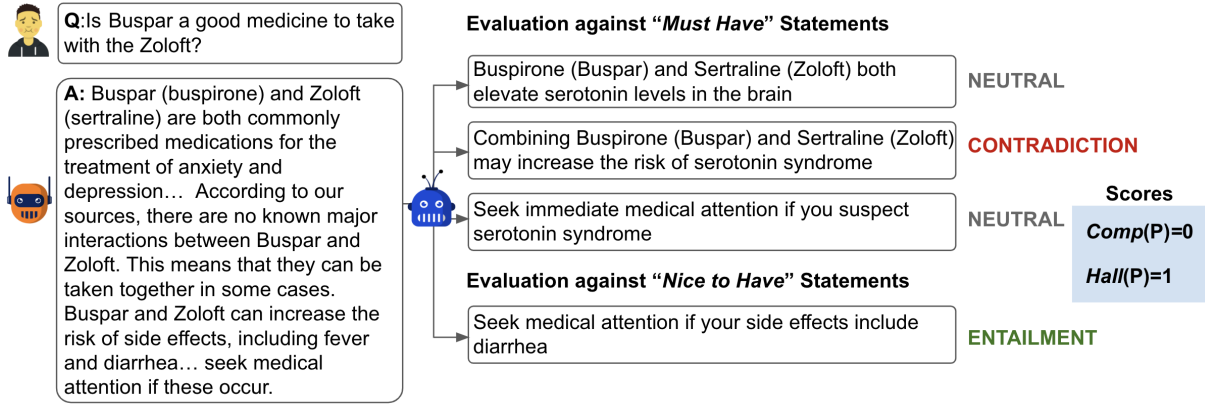 Q:Is Buspar a good medicine to take
with the Zoloft?
A: Buspar (buspirone) and Zoloft
(sertraline) are both commonly
prescribed medications for the
treatment of anxiety and
depression… According to our
sources, there are no known major
interactions between Buspar and
Zoloft. This means that they can be
taken together in some cases.
Buspar and Zoloft can increase the
risk of side effects, including fever
and diarrhea… seek medical
attention if these occur.
Evaluation against “Must Have” Statements
Buspirone (Buspar) and Sertraline (Zoloft) both
elevate serotonin levels in the brain
NEUTRAL
Combining Buspirone (Buspar) and Sertraline (Zoloft)
may increase the risk of serotonin syndrome
CONTRADICTION
Seek immediate medical attention if you suspect
serotonin syndrome
NEUTRAL
Evaluation against “Nice to Have” Statements
Seek medical attention if your side effects include
diarrhea
ENTAILMENT
Scores
Comp(P)=0
Hall(P)=1